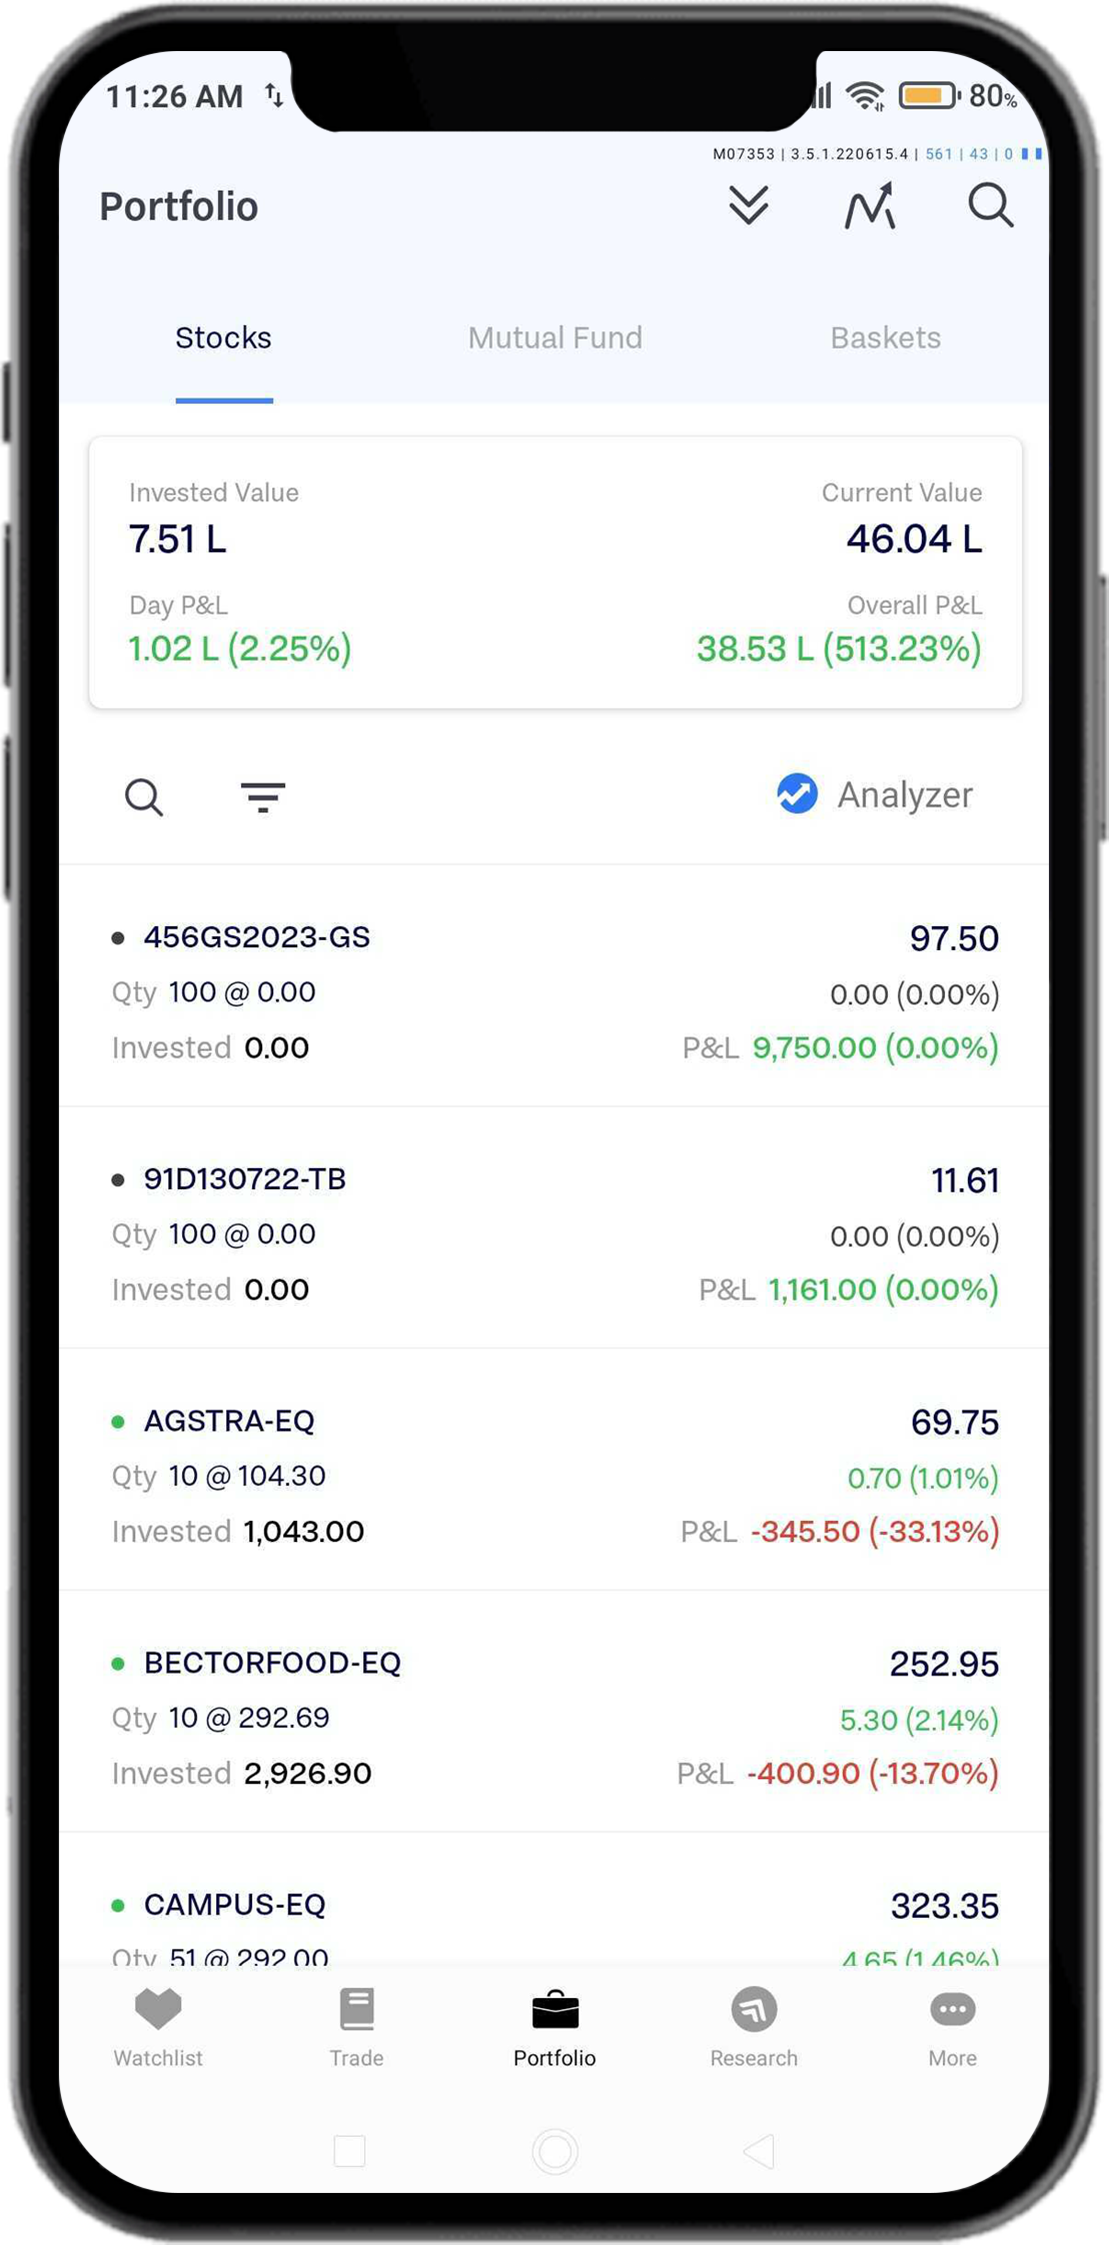 11:26 AM
80%
M07353 | 3.5.1.220615.4 | 561 | 43 | 0
Portfolio
Stocks Mutual Fund Baskets
Invested Value Current Value
7.51 L 46.04 L
Day P&L Overall P&L
1.02 L (2.25%) 38.53 L (513.23%)
Analyzer
456GS2023-GS 97.50
Qty 100 @ 0.00 0.00 (0.00%)
Invested 0.00 P&L 9,750.00 (0.00%)
91D130722-TB 11.61
Qty 100 @ 0.00 0.00 (0.00%)
Invested 0.00 P&L 1,161.00 (0.00%)
AGSTRA-EQ 69.75
Qty 10 @ 104.30 0.70 (1.01%)
Invested 1,043.00 P&L -345.50 (-33.13%)
BECTORFOOD-EQ 252.95
Qty 10 @ 292.69 5.30 (2.14%)
Invested 2,926.90 P&L -400.90 (-13.70%)
CAMPUS-EQ 323.35
Qty 51 @ 292.00 4.65 (1.46%)
Watchlist Trade Portfolio Research More